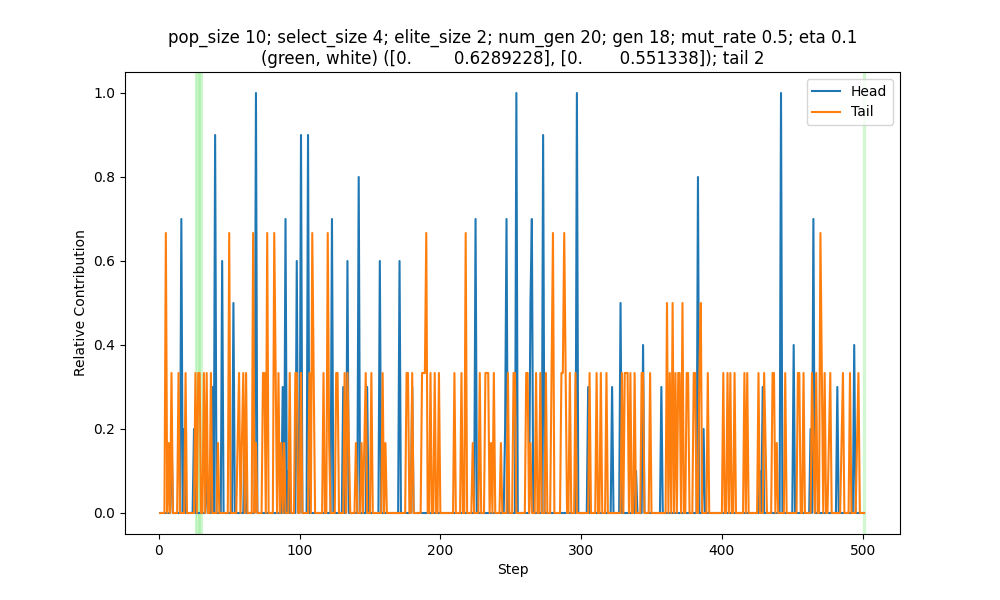 pop_size 10; select_size 4; elite_size 2; num_gen 20; gen 18; mut_rate 0.5; eta 0.1
(green, white) ([0.        0.6289228], [0.       0.551338]); tail 2
Head
Tail
1.0
0.8
0.6
0.4
0.2
0.0
Relative Contribution
0 100 200 300 400 500
Step